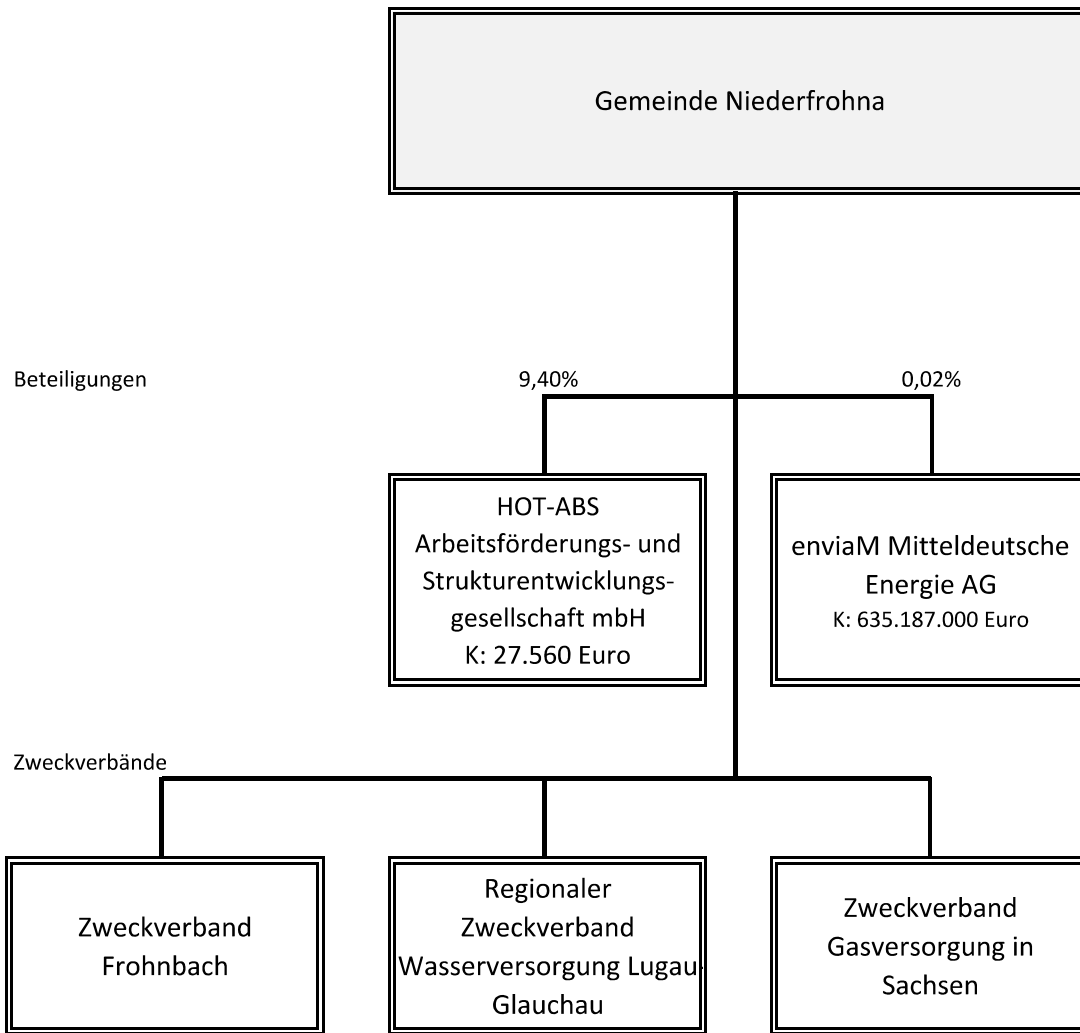 Gemeinde Niederfrohna
Beteiligungen
9,40%
0,02%
HOT-ABS
Arbeitsförderungs- und
Strukturentwicklungs-
gesellschaft mbH
K: 27.560 Euro
enviaM Mitteldeutsche
Energie AG
K: 635.187.000 Euro
Zweckverbände
Zweckverband
Frohnbach
Regionaler
Zweckverband
Wasserversorgung Lugau-
Glauchau
Zweckverband
Gasversorgung in
Sachsen